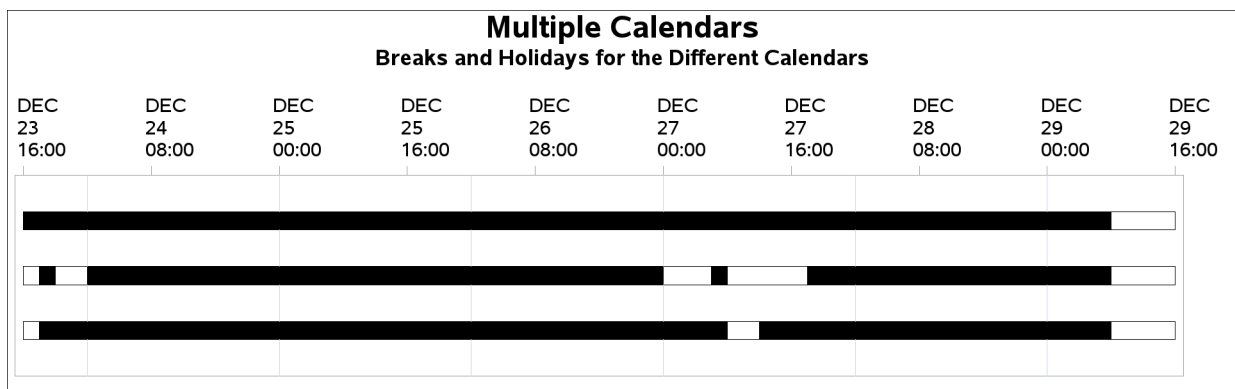 Multiple Calendars
Breaks and Holidays for the Different Calendars
DEC DEC DEC DEC DEC DEC DEC DEC DEC DEC
23 24 25 25 26 27 27 28 29 29
16:00 08:00 00:00 16:00 08:00 00:00 16:00 08:00 00:00 16:00